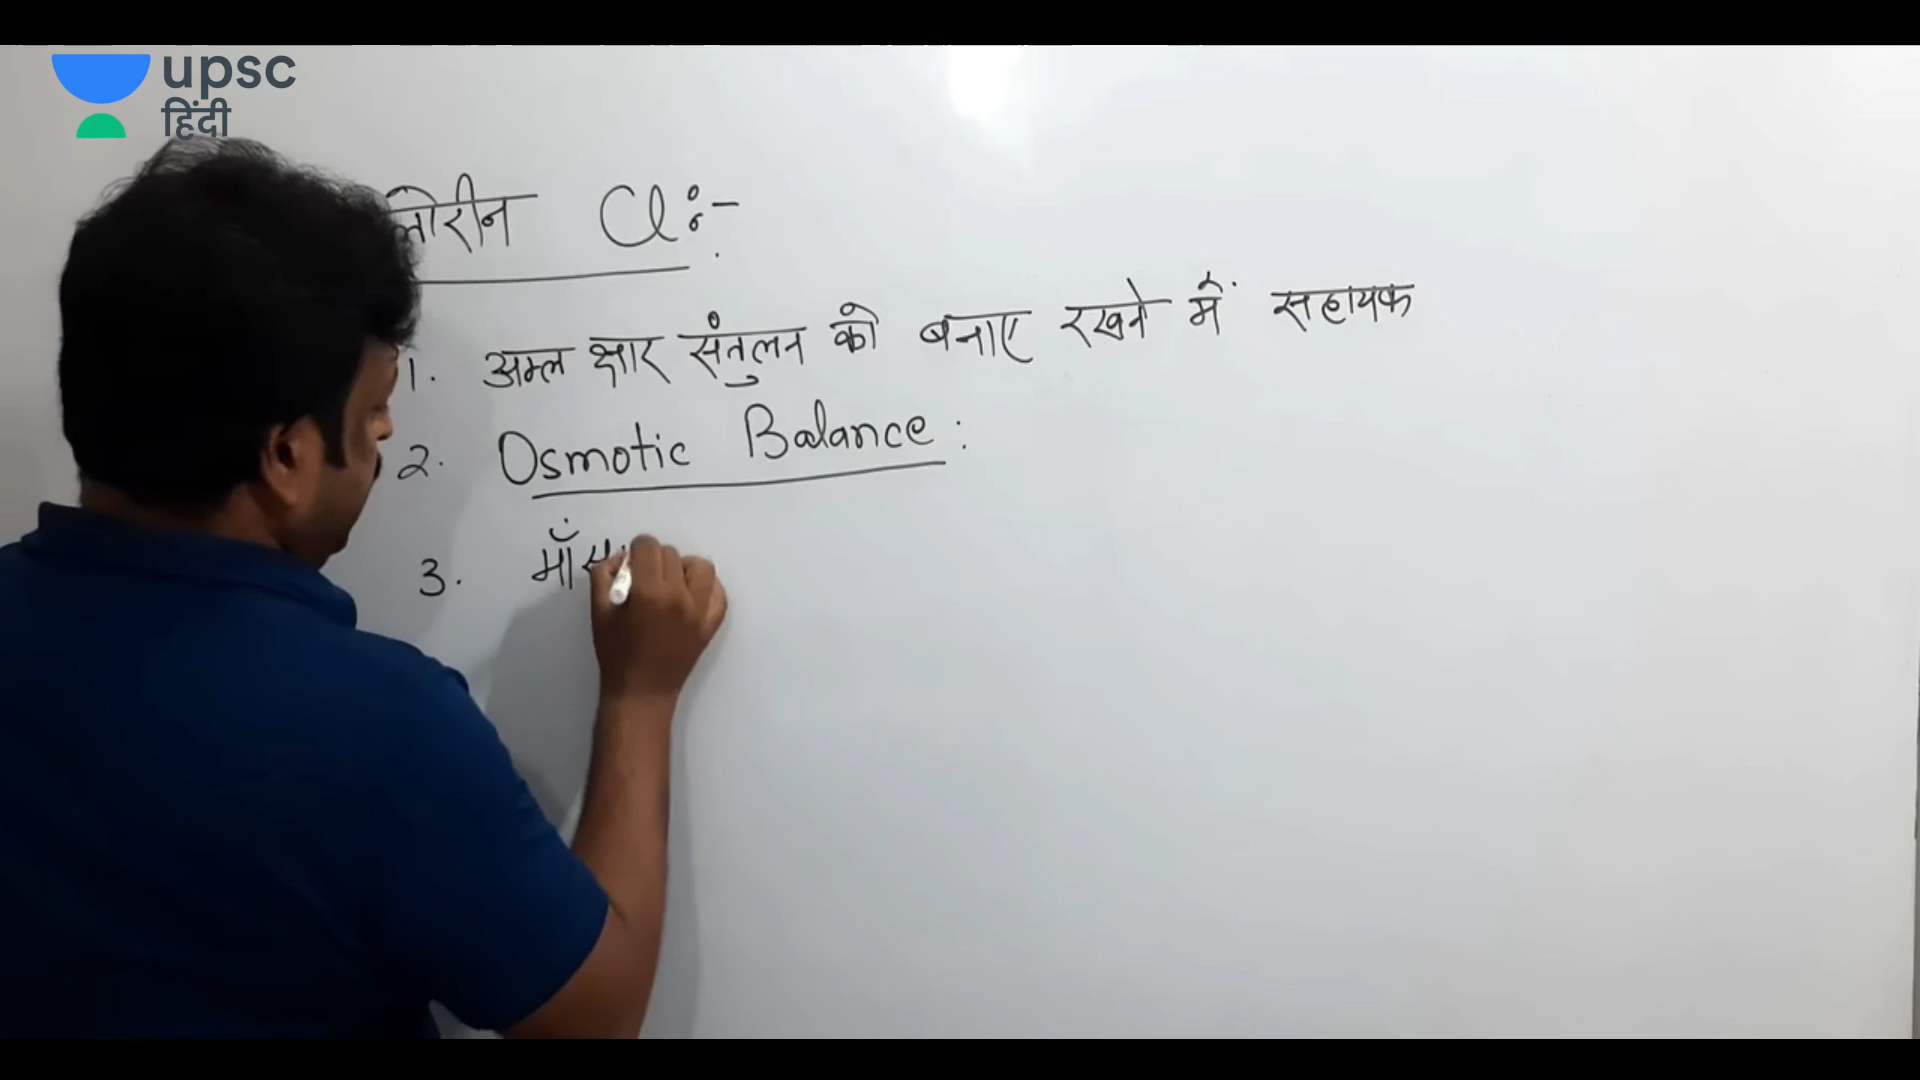 upsc
हिंदी
Cl:-
1. अम्ल क्षार संतुलन को बनाए रखने में सहायक
2. Osmotic Balance :
3.